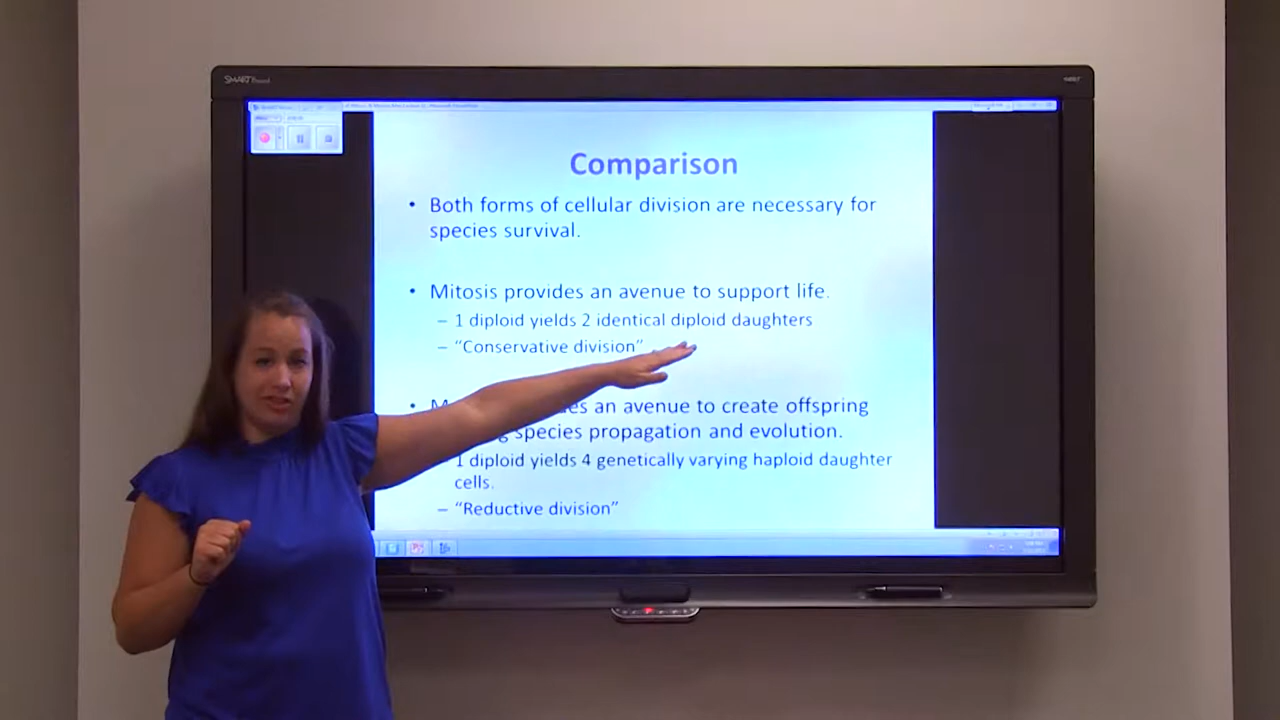 SMART Board
Comparison
• Both forms of cellular division are necessary for
species survival.
• Mitosis provides an avenue to support life.
– 1 diploid yields 2 identical diploid daughters
– “Conservative division”
• an avenue to create offspring
species propagation and evolution.
1 diploid yields 4 genetically varying haploid daughter
cells.
– “Reductive division”